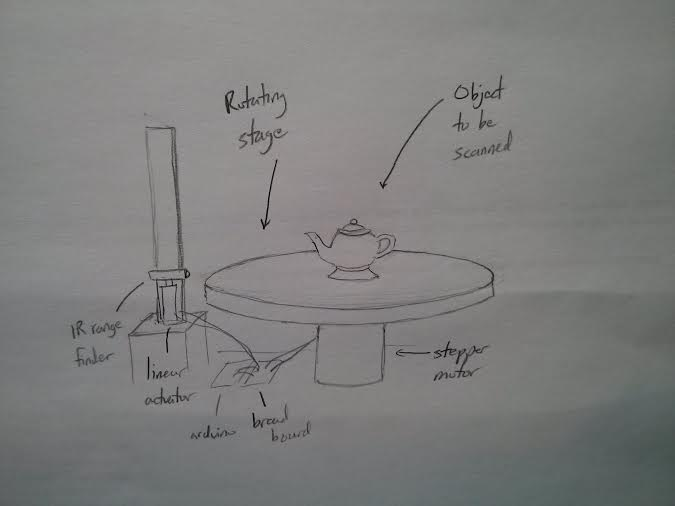 Rotating
stage
Object
to be
scanned
IR range
finder
linear
actuator
arduino
bread
board
stepper
motor